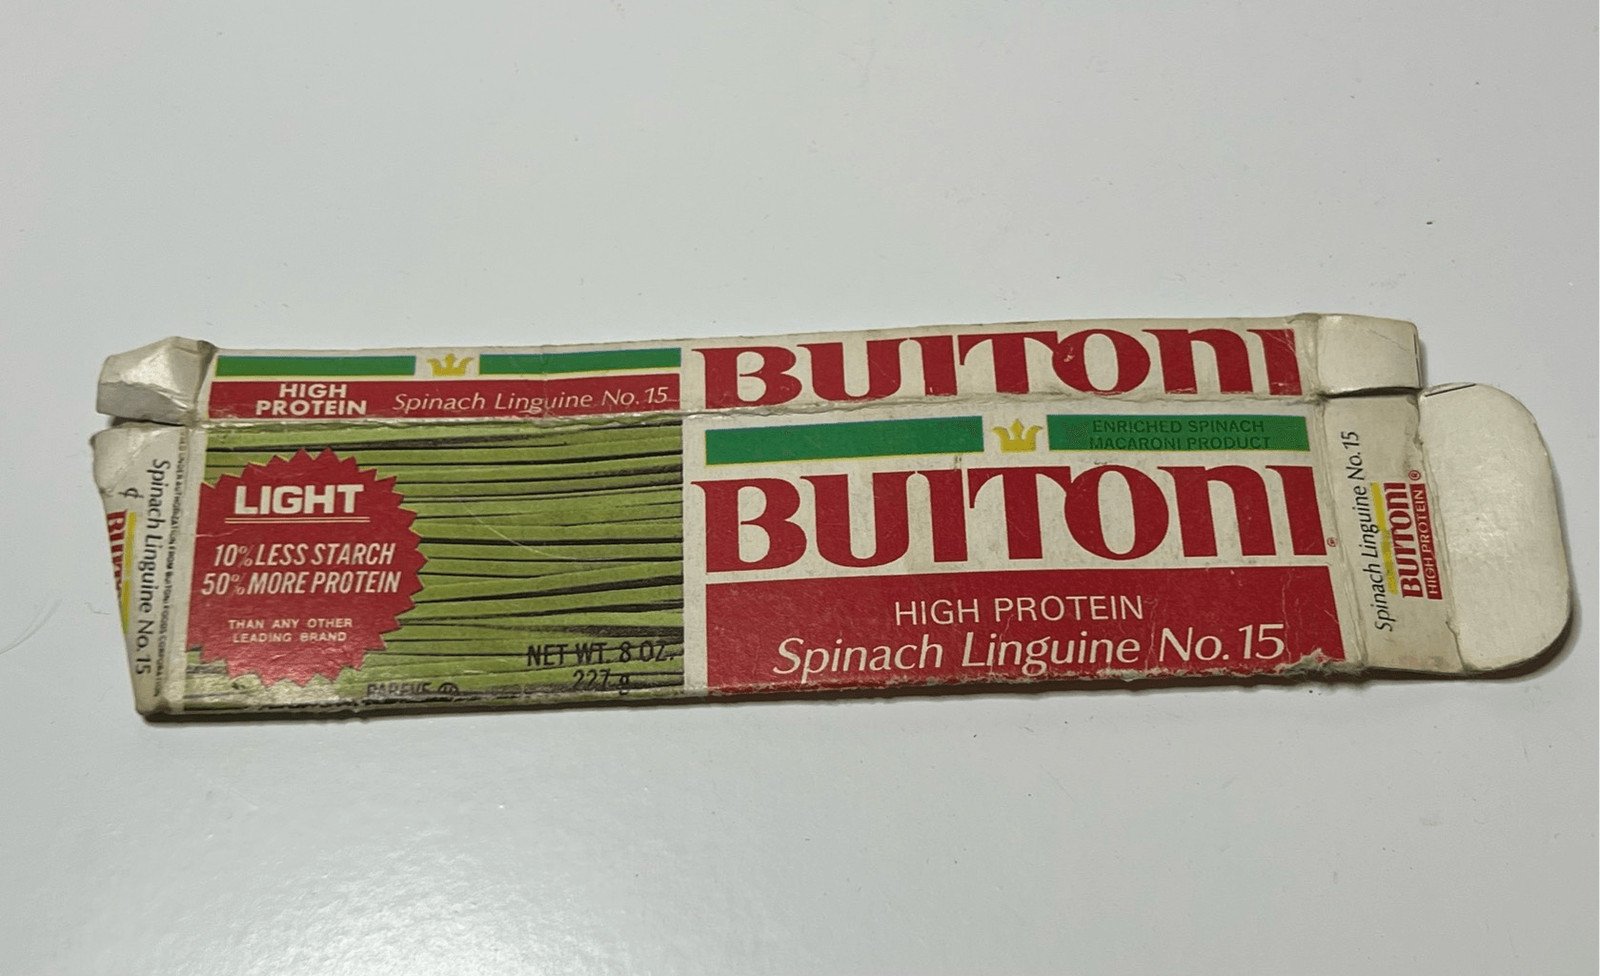 HIGH
PROTEIN
Spinach Linguine No. 15
BUITONI
ENRICHED SPINACH
MACARONI PRODUCT
BUITONI®
HIGH PROTEIN
Spinach Linguine No. 15
LIGHT
10% LESS STARCH
50% MORE PROTEIN
THAN ANY OTHER
LEADING BRAND
NET WT. 8 OZ.
227 g
PAREVE
Spinach Linguine No. 15
¢
Spinach Linguine No. 15
BUITONI®
HIGH PROTEIN